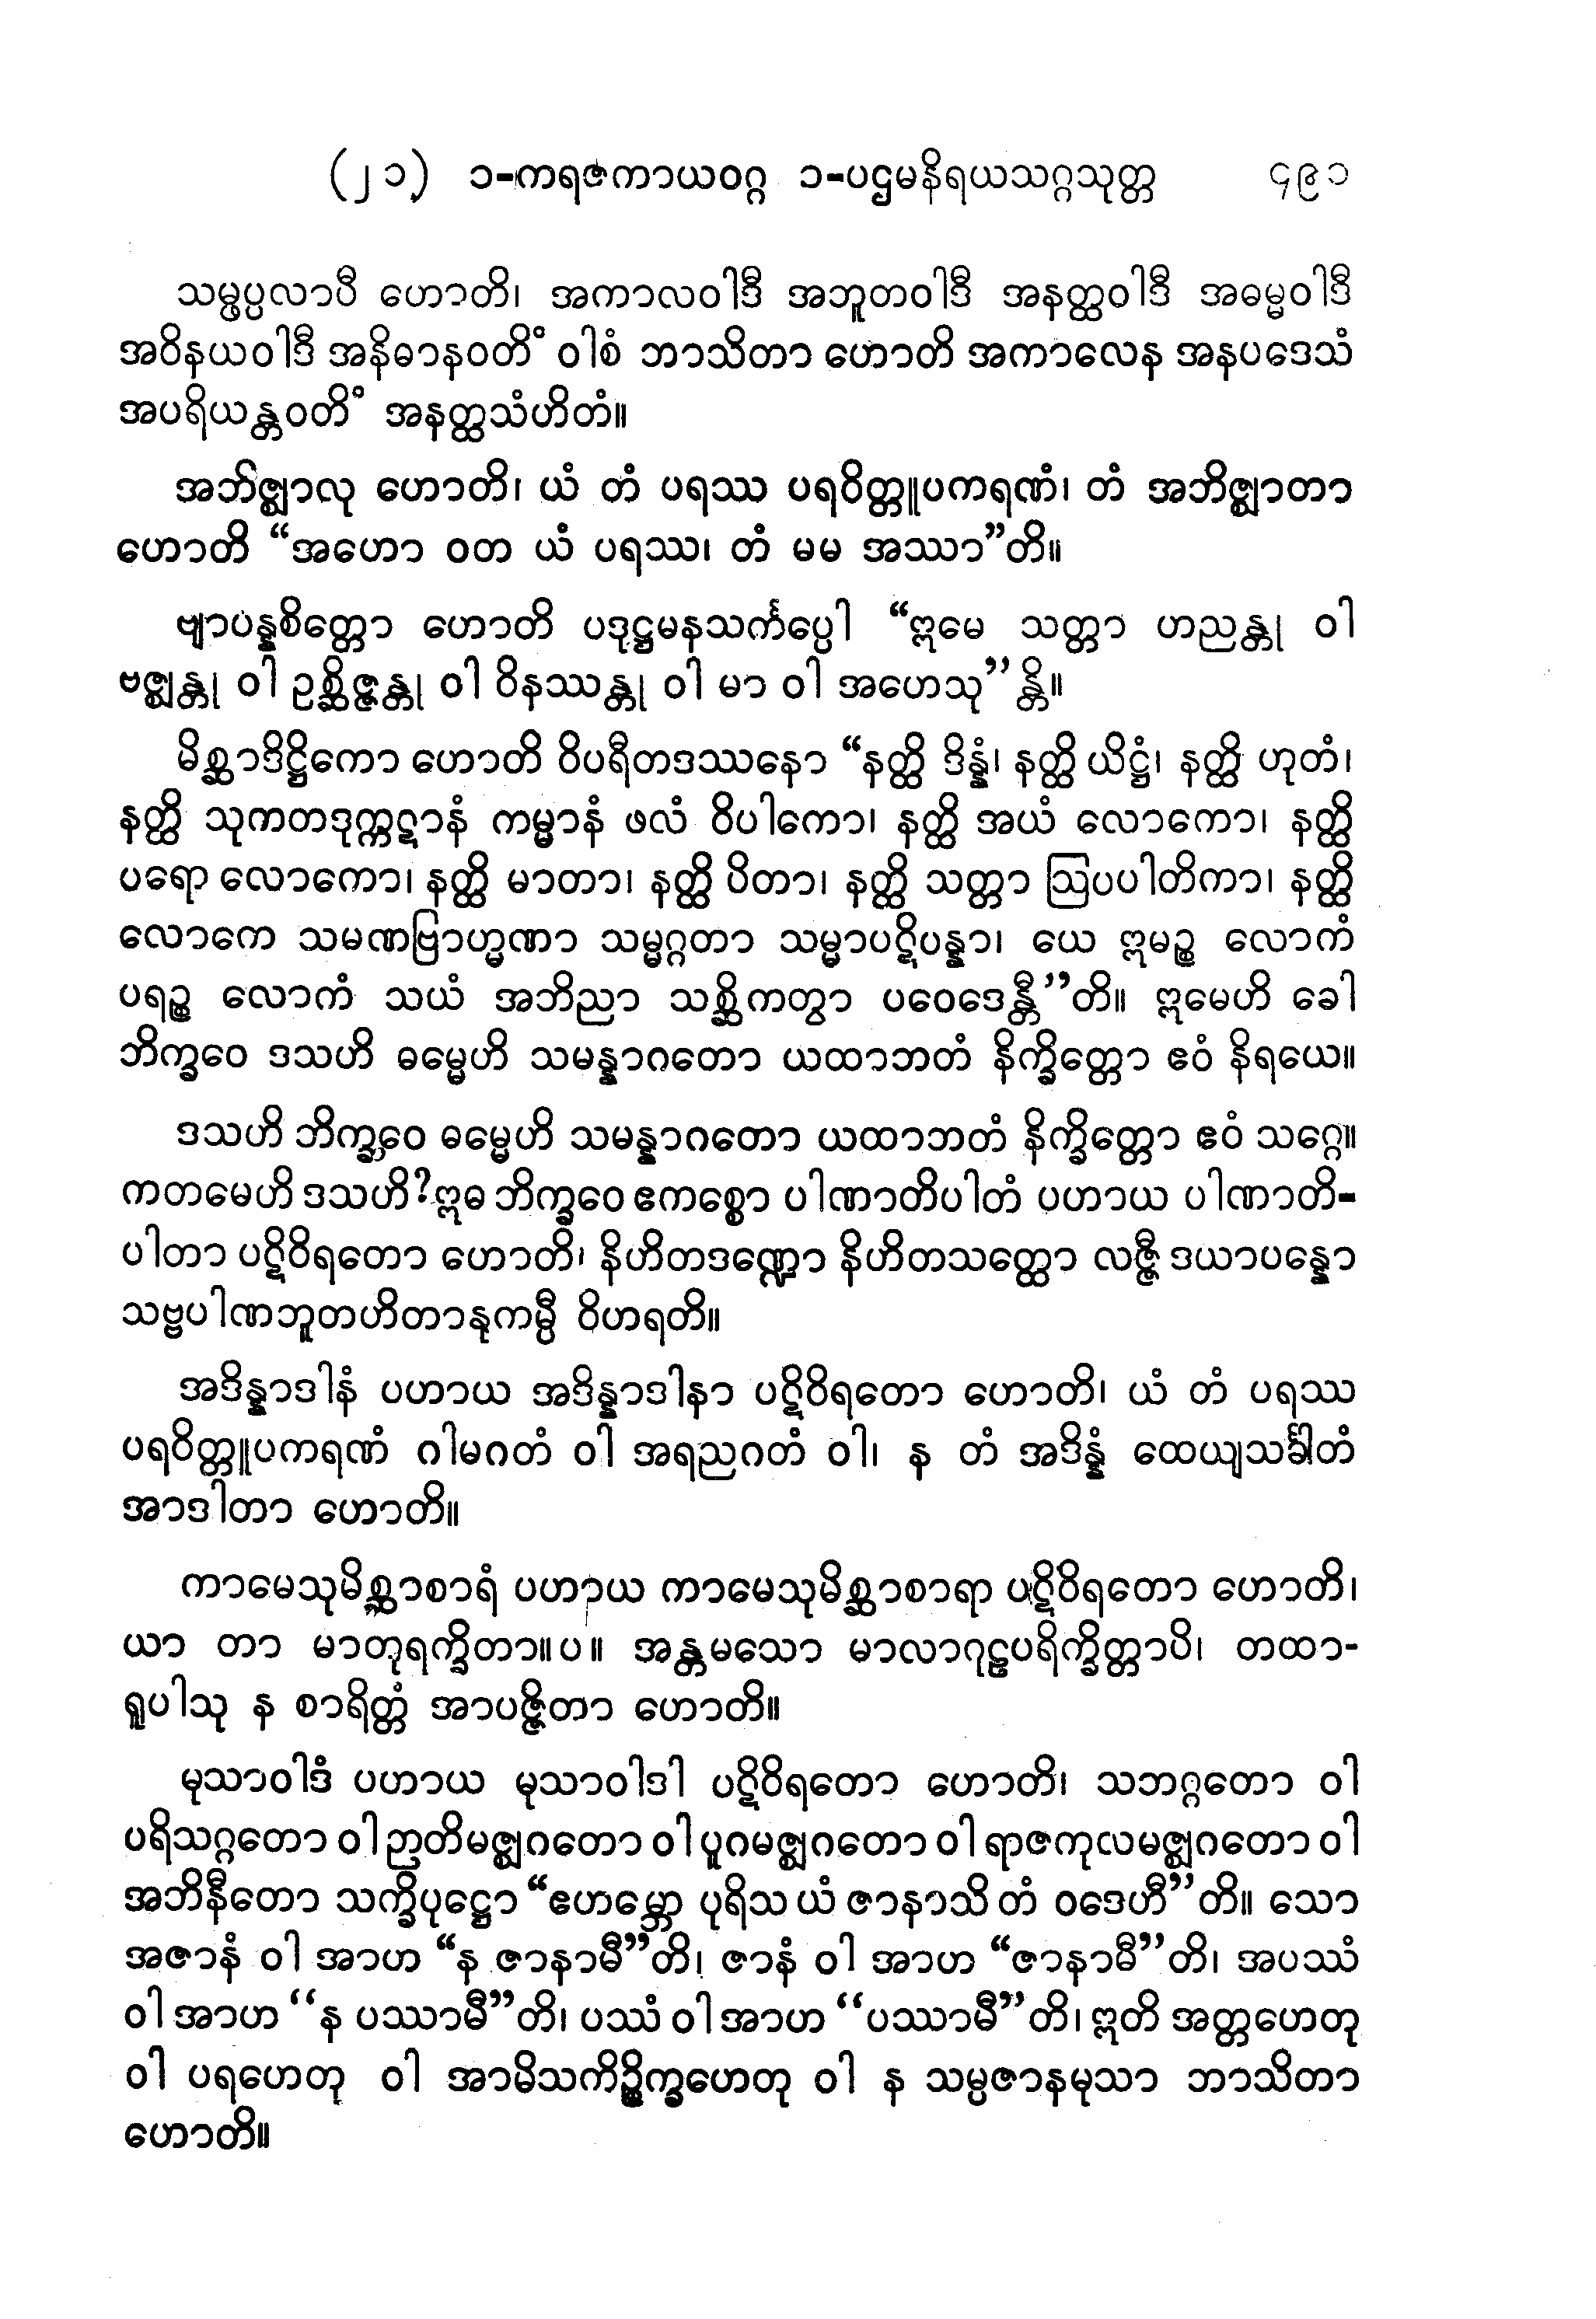 (၂၁) ၁-ကရဇကာယဝဂ္ဂ ၁-ပဌမနိရယသဂ္ဂသုတ္တ ၄၉၁
သမ္ဖပ္ပလာပီ ဟောတိ၊ အကာလဝါဒီ အဘူတဝါဒီ အနတ္ထဝါဒီ အဓမ္မဝါဒီ
အဝိနယဝါဒီ အနိဓာနဝတိံ ဝါစံ ဘာသိတာ ဟောတိ အကာလေန အနပဒေသံ
အပရိယန္တဝတိံ အနတ္ထသံဟိတံ။
အဘိဇ္ဈာလု ဟောတိ၊ ယံ တံ ပရဿ ပရဝိတ္တူပကရဏံ၊ တံ အဘိဇ္ဈာတာ
ဟောတိ “အဟော ဝတ ယံ ပရဿ၊ တံ မမ အဿာ”တိ။
ဗျာပန္နစိတ္တော ဟောတိ ပဒုဋ္ဌမနသင်္ကပ္ပေါ “ဣမေ သတ္တာ ဟညန္တု ဝါ
ဗဇ္ဈန္တု ဝါ ဥစ္ဆိဇ္ဇန္တု ဝါ ဝိနဿန္တု ဝါ မာ ဝါ အဟေသု”န္တိ။
မိစ္ဆာဒိဋ္ဌိကော ဟောတိ ဝိပရီတဒဿနော “နတ္ထိ ဒိန္နံ၊ နတ္ထိ ယိဋ္ဌံ၊ နတ္ထိ ဟုတံ၊
နတ္ထိ သုကတဒုက္ကဋာနံ ကမ္မာနံ ဖလံ ဝိပါကော၊ နတ္ထိ အယံ လောကော၊ နတ္ထိ
ပရော လောကော၊ နတ္ထိ မာတာ၊ နတ္ထိ ပိတာ၊ နတ္ထိ သတ္တာ ဩပပါတိကာ၊ နတ္ထိ
လောကေ သမဏဗြာဟ္မဏာ သမ္မဂ္ဂတာ သမ္မာပဋိပန္နာ၊ ယေ ဣမဉ္စ လောကံ
ပရဉ္စ လောကံ သယံ အဘိညာ သစ္ဆိကတွာ ပဝေဒေန္တီ”တိ။ ဣမေဟိ ခေါ
ဘိက္ခဝေ ဒသဟိ ဓမ္မေဟိ သမန္နာဂတော ယထာဘတံ နိက္ခိတ္တော ဧဝံ နိရယေ။
ဒသဟိ ဘိက္ခဝေ ဓမ္မေဟိ သမန္နာဂတော ယထာဘတံ နိက္ခိတ္တော ဧဝံ သဂ္ဂေ။
ကတမေဟိ ဒသဟိ?ဣဓ ဘိက္ခဝေ ဧကစ္စော ပါဏာတိပါတံ ပဟာယ ပါဏာတိ-
ပါတာ ပဋိဝိရတော ဟောတိ၊ နိဟိတဒဏ္ဍော နိဟိတသတ္ထော လဇ္ဇီ ဒယာပန္နော
သဗ္ဗပါဏဘူတဟိတာနုကမ္ပီ ဝိဟရတိ။
အဒိန္နာဒါနံ ပဟာယ အဒိန္နာဒါနာ ပဋိဝိရတော ဟောတိ၊ ယံ တံ ပရဿ
ပရဝိတ္တူပကရဏံ ဂါမဂတံ ဝါ အရညဂတံ ဝါ၊ န တံ အဒိန္နံ ထေယျသင်္ခါတံ
အာဒါတာ ဟောတိ။
ကာမေသုမိစ္ဆာစာရံ ပဟာယ ကာမေသုမိစ္ဆာစာရာ ပဋိဝိရတော ဟောတိ၊
ယာ တာ မာတုရက္ခိတာ။ပ။ အန္တမသော မာလာဂုဠပရိက္ခိတ္တာပိ၊ တထာ-
ရူပါသု န စာရိတ္တံ အာပဇ္ဇိတာ ဟောတိ။
မုသာဝါဒံ ပဟာယ မုသာဝါဒါ ပဋိဝိရတော ဟောတိ၊ သဘဂ္ဂတော ဝါ
ပရိသဂ္ဂတော ဝါ ဉာတိမဇ္ဈဂတော ဝါ ပူဂမဇ္ဈဂတော ဝါ ရာဇကုလမဇ္ဈဂတော ဝါ
အဘိနီတော သက္ခိပုဋ္ဌော “ဧဟမ္ဘော ပုရိသ ယံ ဇာနာသိ တံ ဝဒေဟီ”တိ။ သော
အဇာနံ ဝါ အာဟ “န ဇာနာမီ”တိ၊ ဇာနံ ဝါ အာဟ “ဇာနာမီ”တိ၊ အပဿံ
ဝါ အာဟ “န ပဿာမီ”တိ၊ ပဿံ ဝါ အာဟ “ပဿာမီ”တိ၊ ဣတိ အတ္တဟေတု
ဝါ ပရဟေတု ဝါ အာမိသကိဉ္စိက္ခဟေတု ဝါ န သမ္ပဇာနမုသာ ဘာသိတာ
ဟောတိ။